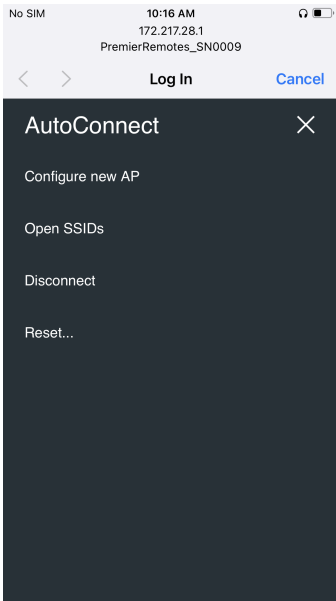 No SIM 10:16 AM
172.217.28.1
PremierRemotes_SN0009
Log In Cancel
AutoConnect
Configure new AP
Open SSIDs
Disconnect
Reset...